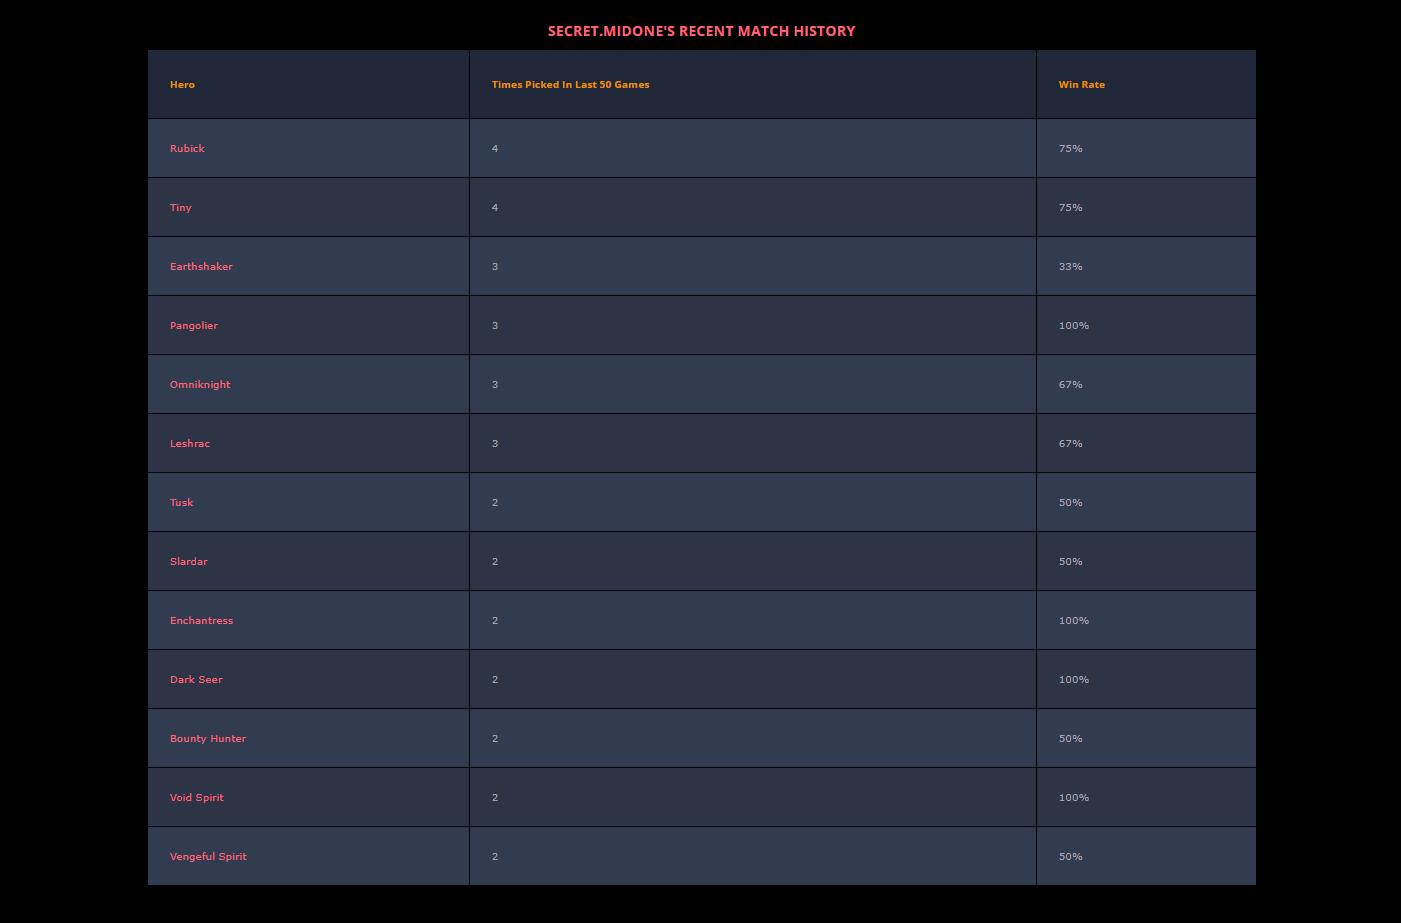 SECRET.MIDONE'S RECENT MATCH HISTORY
Hero Times Picked In Last 50 Games Win Rate
Rubick 4 75%
Tiny 4 75%
Earthshaker 3 33%
Pangolier 3 100%
Omniknight 3 67%
Leshrac 3 67%
Tusk 2 50%
Slardar 2 50%
Enchantress 2 100%
Dark Seer 2 100%
Bounty Hunter 2 50%
Void Spirit 2 100%
Vengeful Spirit 2 50%